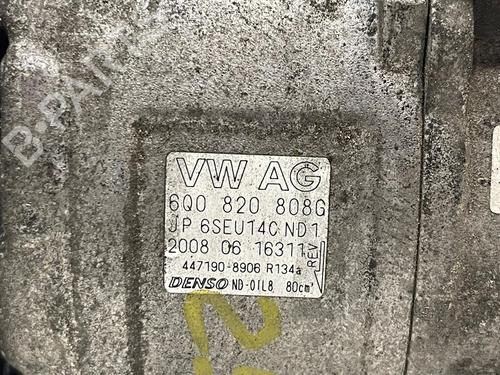 B-PARTS
VW AG
6Q0 820 808G
JP 6SEU14C ND1
2008 06 16311
REV
447190-8906 R134a
DENSO ND-OIL8 80cm³